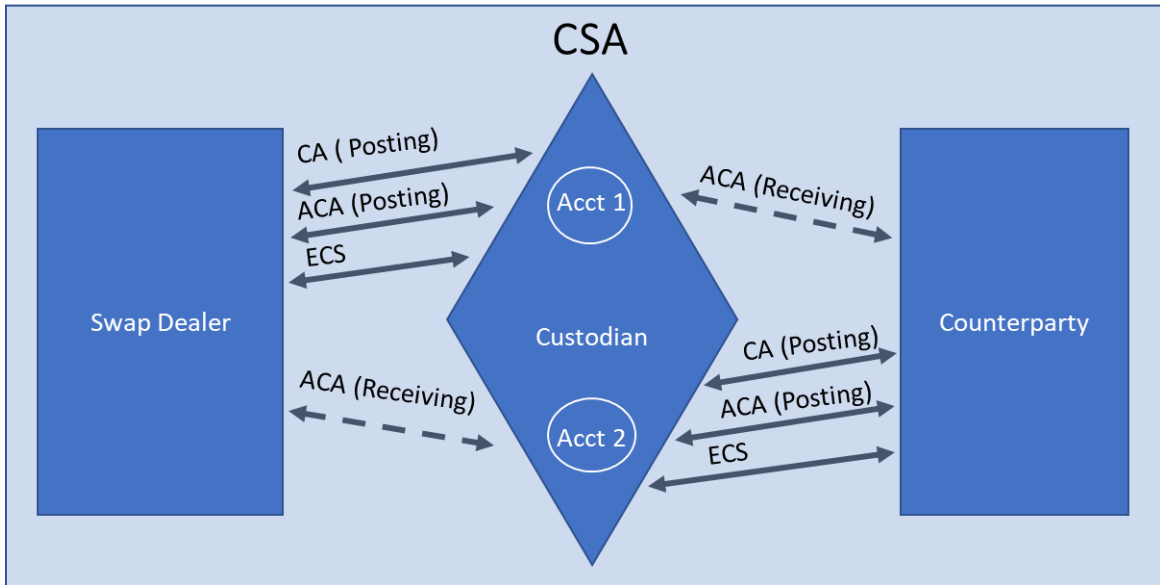 CSA
CA ( Posting)
ACA (Posting)
ECS
Swap Dealer
ACA (Receiving)
Acct 1
Custodian
Acct 2
ACA (Receiving)
CA (Posting)
ACA (Posting)
ECS
Counterparty